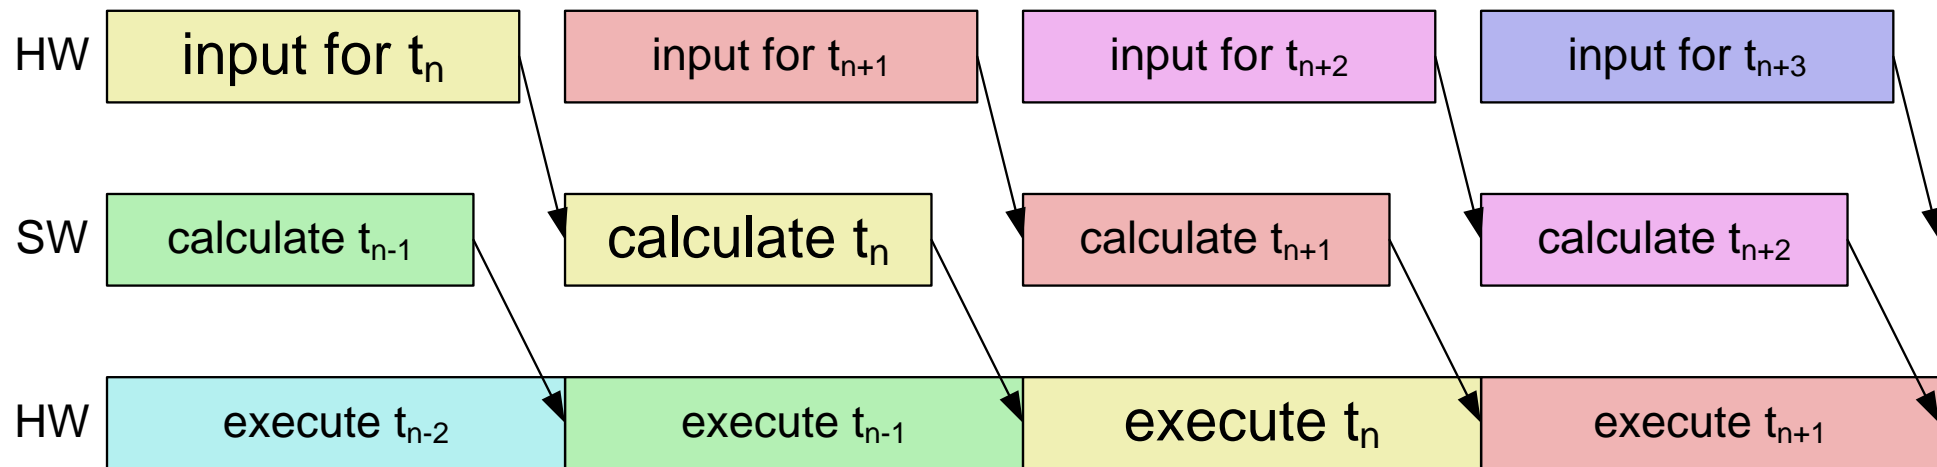 HW input for tₙ input for tₙ₊₁ input for tₙ₊₂ input for tₙ₊₃
SW calculate tₙ₋₁ calculate tₙ calculate tₙ₊₁ calculate tₙ₊₂
HW execute tₙ₋₂ execute tₙ₋₁ execute tₙ execute tₙ₊₁